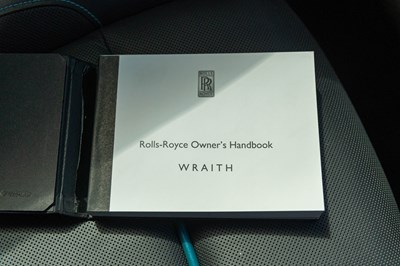 RR
Rolls-Royce Owner's Handbook
WRAITH